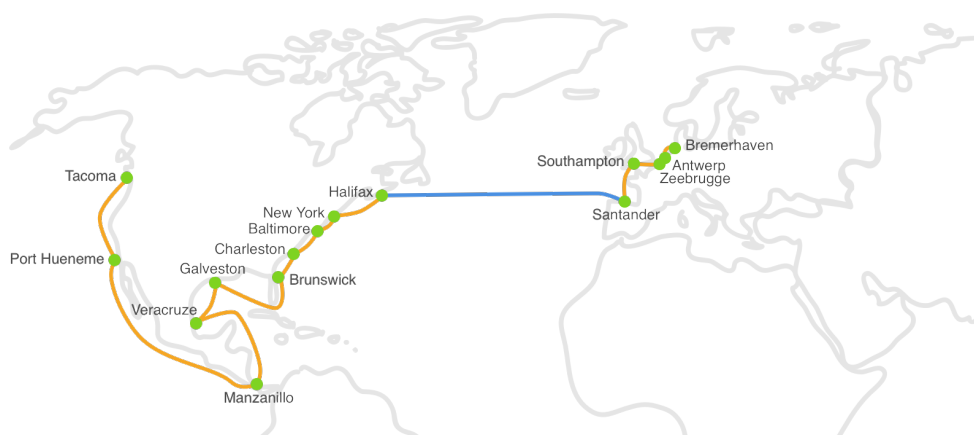 Bremerhaven
Southampton
Antwerp
Zeebrugge
Tacoma
Halifax
Santander
New York
Baltimore
Charleston
Port Hueneme
Galveston
Brunswick
Veracruze
Manzanillo